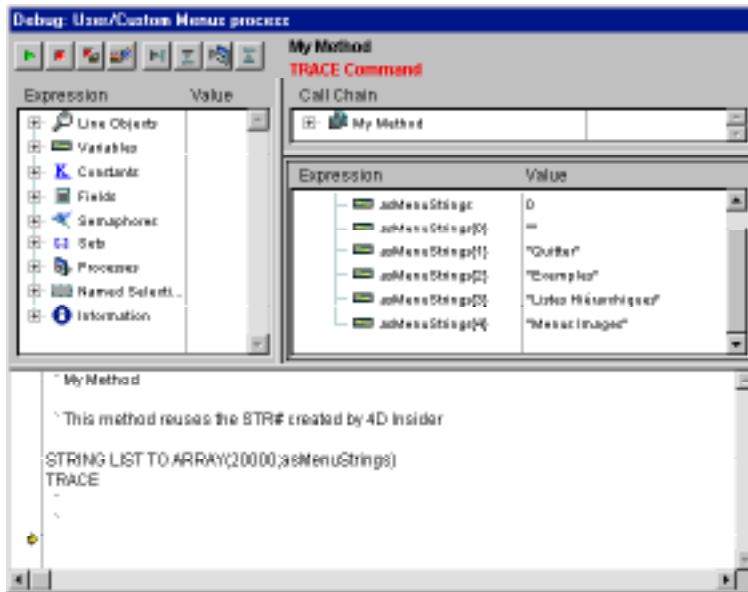 Debug: User/Custom Menus process
My Method
TRACE Command
Expression Value
Line Objects
Variables
Constants
Fields
Semaphores
Sets
Processes
Named Selecti...
Information
Call Chain
My Method
Expression Value
asMenuStrings 0
asMenuStrings{0} ""
asMenuStrings{1} "Quitter"
asMenuStrings{2} "Exemples"
asMenuStrings{3} "Listes Hiérarchiques"
asMenuStrings{4} "Menus Images"
` My Method
` This method reuses the STR# created by 4D Insider
STRING LIST TO ARRAY(20000;asMenuStrings)
TRACE
`
`